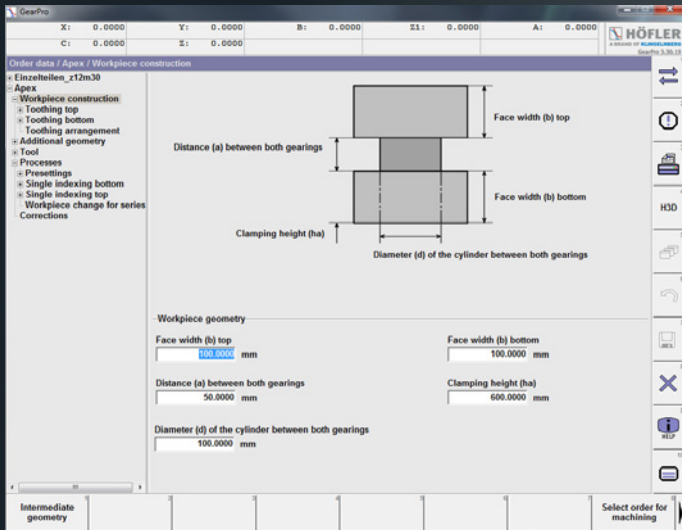 GearPro
X: 0.0000 Y: 0.0000 B: 0.0000 Z1: 0.0000 A: 0.0000
C: 0.0000 Z: 0.0000
HÖFLER
A BRAND OF KLINGELNBERG
Order data / Apex / Workpiece construction
Einzelteilen_z12m30
Apex
Workpiece construction
Toothing top
Toothing bottom
Toothing arrangement
Additional geometry
Tool
Processes
Presettings
Single indexing bottom
Single indexing top
Workpiece change for series
Corrections
Face width (b) top
Distance (a) between both gearings
Face width (b) bottom
Clamping height (ha)
Diameter (d) of the cylinder between both gearings
H3D
HELP
Workpiece geometry
Face width (b) top
100.0000 mm
Face width (b) bottom
100.0000 mm
Distance (a) between both gearings
50.0000 mm
Clamping height (ha)
600.0000 mm
Diameter (d) of the cylinder between both gearings
100.0000 mm
Intermediate geometry
Select order for machining